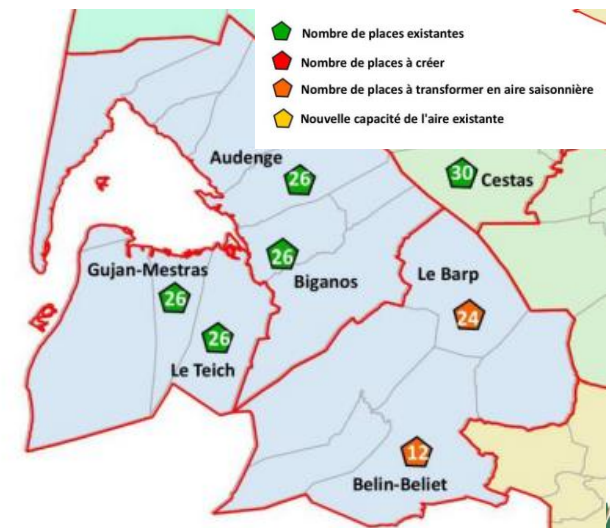 Nombre de places existantes
Nombre de places à créer
Nombre de places à transformer en aire saisonnière
Nouvelle capacité de l'aire existante
Audenge
26
30
Cestas
26
Biganos
Gujan-Mestras
26
Le Barp
24
26
Le Teich
12
Belin-Beliet